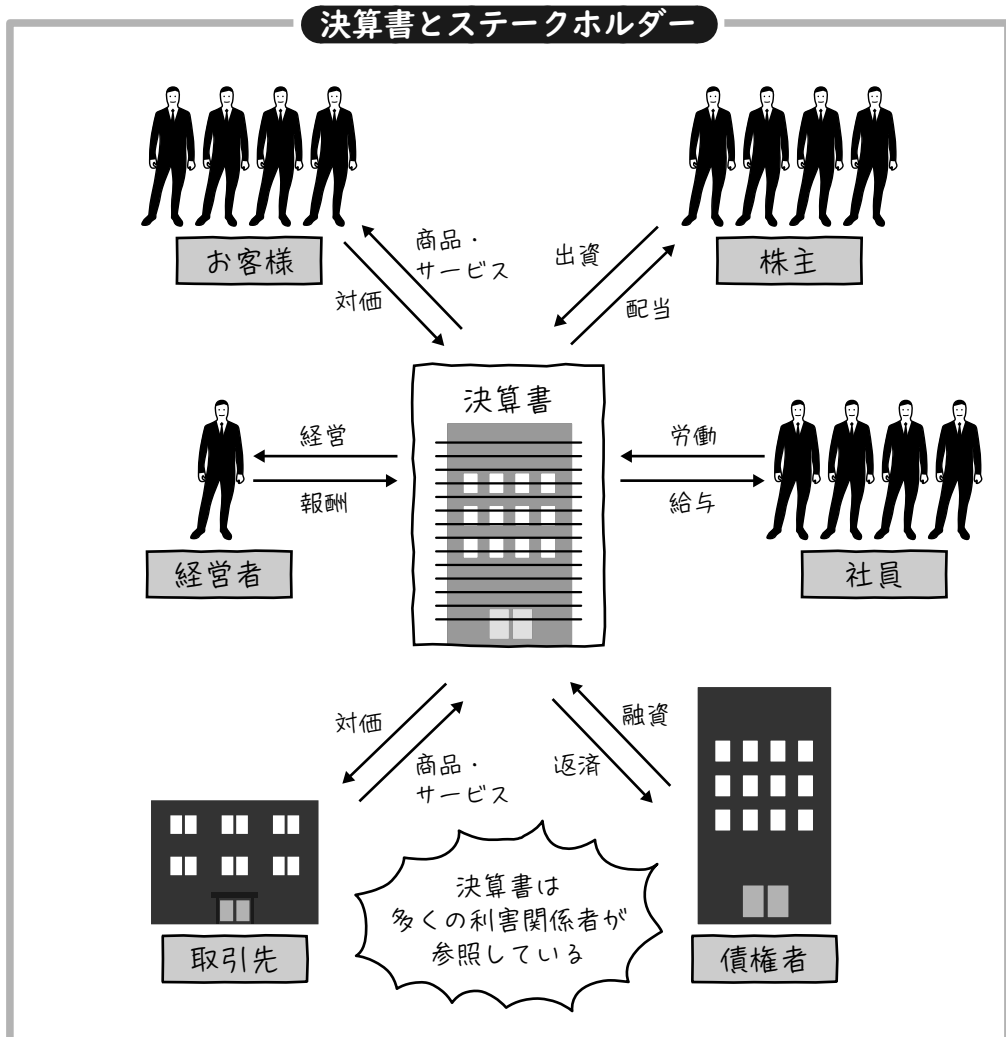 決算書とステークホルダー
お客様
商品・
サービス
対価
株主
出資
配当
決算書
経営
報酬
経営者
労働
給与
社員
対価
商品・
サービス
取引先
融資
返済
債権者
決算書は
多くの利害関係者が
参照している